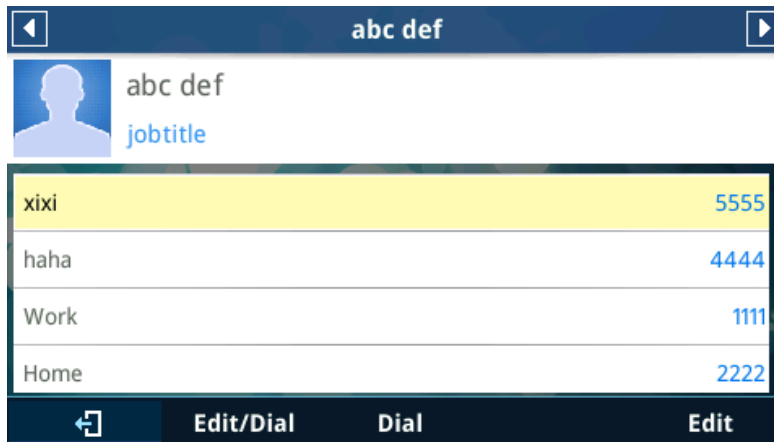 abc def
abc def
jobtitle
xixi 5555
haha 4444
Work 1111
Home 2222
Edit/Dial Dial Edit